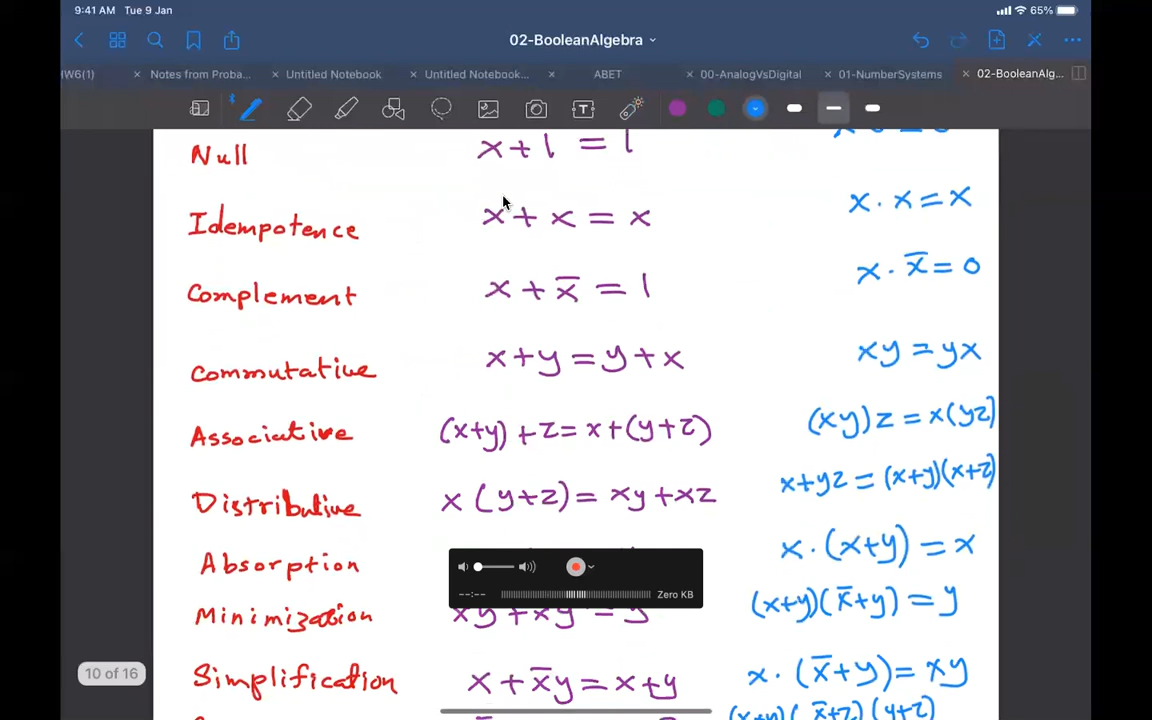 9:41 AM Tue 9 Jan
65%
02-BooleanAlgebra
HW6(1)
Notes from Proba...
Untitled Notebook
Untitled Notebook...
ABET
00-AnalogVsDigital
01-NumberSystems
02-BooleanAlg...
Null x+1 = 1
Idempotence x + x = x x · x = x
Complement x + x̅ = 1 x · x̅ = 0
Commutative x+y = y+x xy = yx
Associative (x+y)+z = x+(y+z) (xy)z = x(yz)
Distributive x(y+z) = xy+xz x+yz = (x+y)(x+z)
Absorption x·(x+y) = x
--:-- Zero KB
Minimization (x+y)(x̅+y) = y
10 of 16
Simplification x + x̅y = x+y x·(x̅+y) = xy
(x+y)(x̅+z)(y+z)